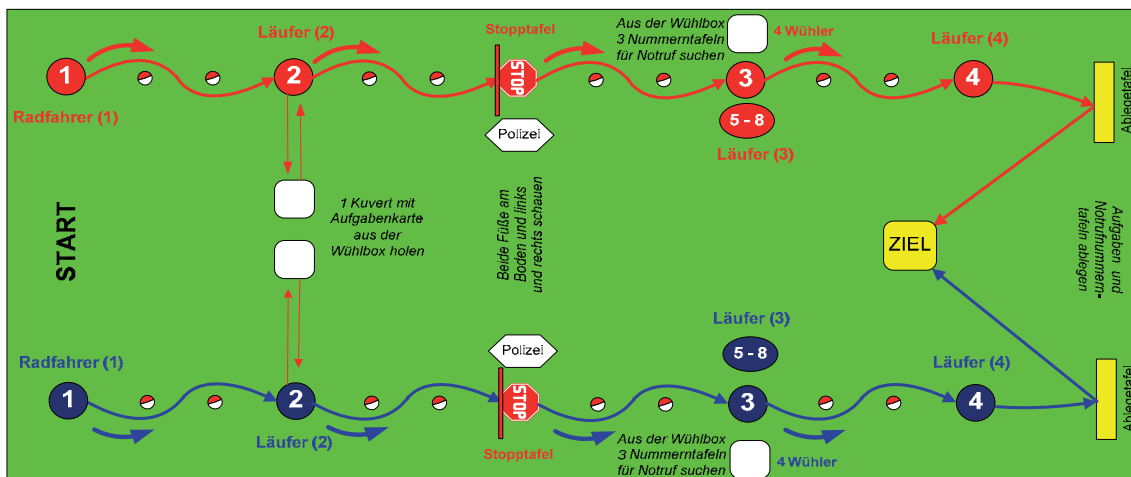 Läufer (2)
Stopptafel
Aus der Wühlbox
3 Nummerntafeln
für Notruf suchen
4 Wühler
Läufer (4)
1
2
STOP
3
4
Radfahrer (1)
Polizei
5 - 8
Läufer (3)
Ablegetafel
START
1 Kuvert mit
Aufgabenkarte
aus der
Wühlbox holen
Beide Füße am
Boden und links
und rechts schauen
ZIEL
Aufgaben und
Notrufnummern-
tafeln ablegen
Radfahrer (1)
Polizei
Läufer (3)
5 - 8
Läufer (4)
1
2
STOP
3
4
Ablegetafel
Läufer (2)
Stopptafel
Aus der Wühlbox
3 Nummerntafeln
für Notruf suchen
4 Wühler